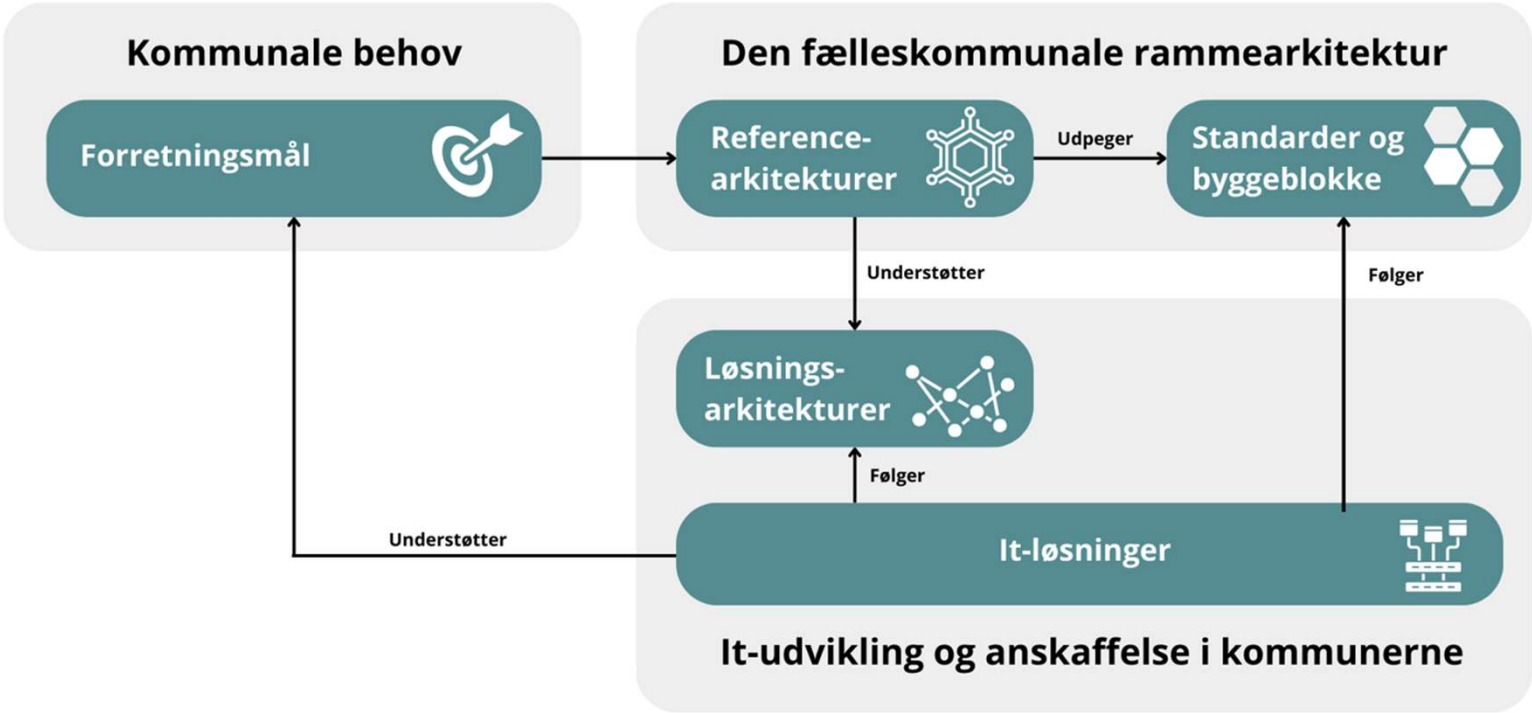 Kommunale behov
Den fælleskommunale rammearkitektur
Forretningsmål
Reference-
arkitekturer
Udpeger
Standarder og
byggeblokke
Understøtter
Følger
Løsnings-
arkitekturer
Følger
Understøtter
It-løsninger
It-udvikling og anskaffelse i kommunerne